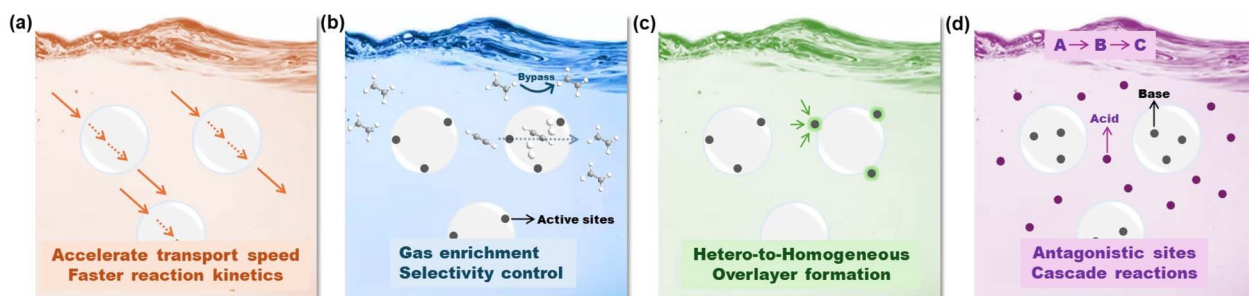 (a)
Accelerate transport speed
Faster reaction kinetics
(b)
Bypass
Active sites
Gas enrichment
Selectivity control
(c)
Hetero-to-Homogeneous
Overlayer formation
(d)
A → B → C
Base
Acid
Antagonistic sites
Cascade reactions